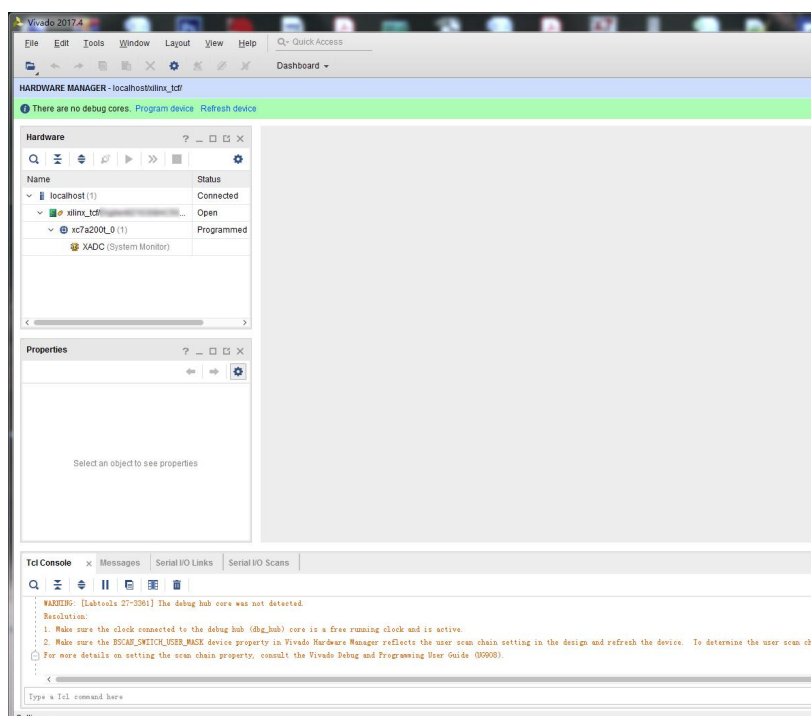 Vivado 2017.4
File Edit Tools Window Layout View Help Quick Access
Dashboard
HARDWARE MANAGER - localhost/xilinx_tcf/
There are no debug cores. Program device Refresh device
Hardware ? _
Name Status
localhost (1) Connected
xilinx_tcf/ ... Open
xc7a200t_0 (1) Programmed
XADC (System Monitor)
Properties ? _
Select an object to see properties
Tcl Console x Messages Serial I/O Links Serial I/O Scans
WARNING: [Labtools 27-3361] The debug hub core was not detected.
Resolution:
1. Make sure the clock connected to the debug hub (dbg_hub) core is a free running clock and is active.
2. Make sure the BSCAN_SWITCH_USER_MASK device property in Vivado Hardware Manager reflects the user scan chain setting in the design and refresh the device. To determine the user scan ch
For more details on setting the scan chain property, consult the Vivado Debug and Programming User Guide (UG908).
Type a Tcl command here